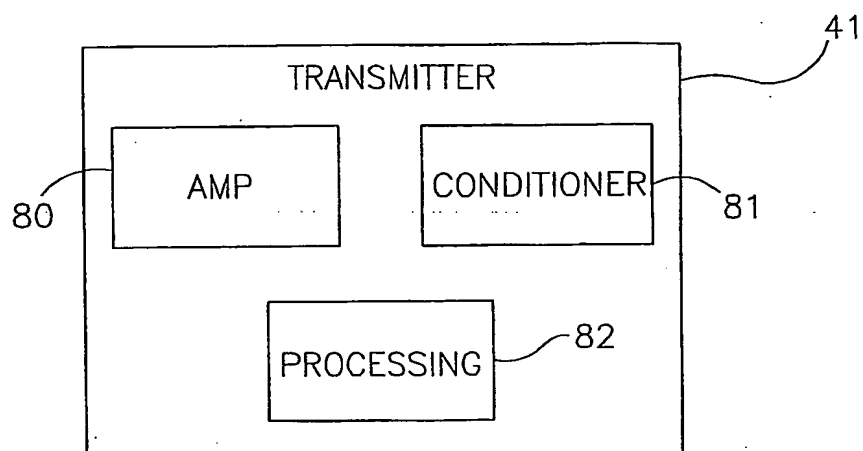 41
TRANSMITTER
AMP
CONDITIONER
80
81
PROCESSING
82